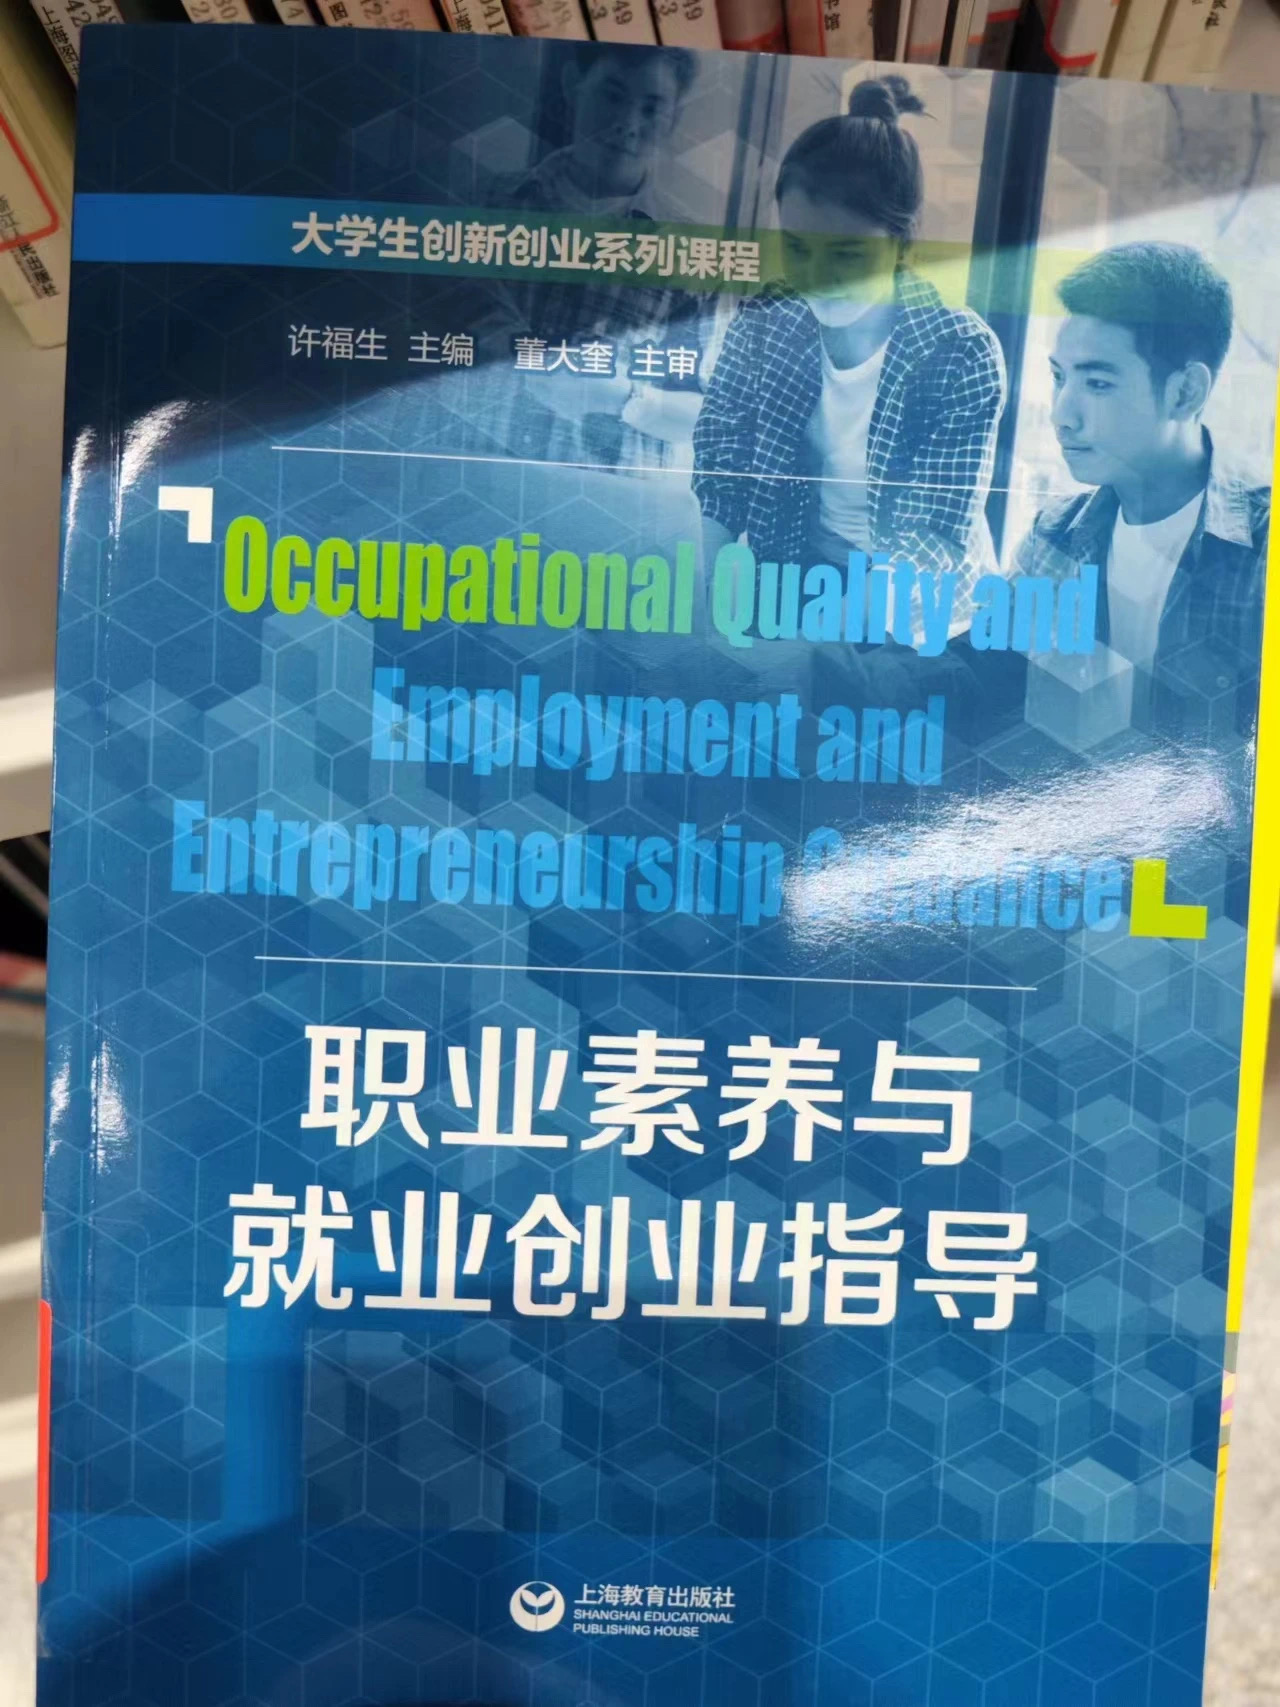 大学生创新创业系列课程
许福生 主编 董大奎 主审
Occupational Quality and
Employment and
Entrepreneurship Guidance
职业素养与
就业创业指导
上海教育出版社
SHANGHAI EDUCATIONAL
PUBLISHING HOUSE